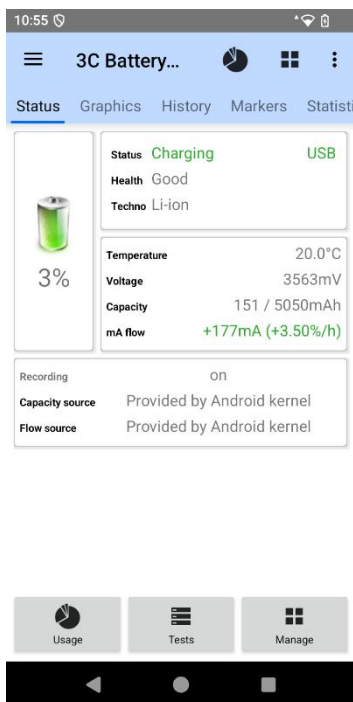 10:55
3C Battery...
Status Graphics History Markers Statisti
Status Charging USB
Health Good
Techno Li-ion
3%
Temperature 20.0°C
Voltage 3563mV
Capacity 151 / 5050mAh
mA flow +177mA (+3.50%/h)
Recording on
Capacity source Provided by Android kernel
Flow source Provided by Android kernel
Usage Tests Manage